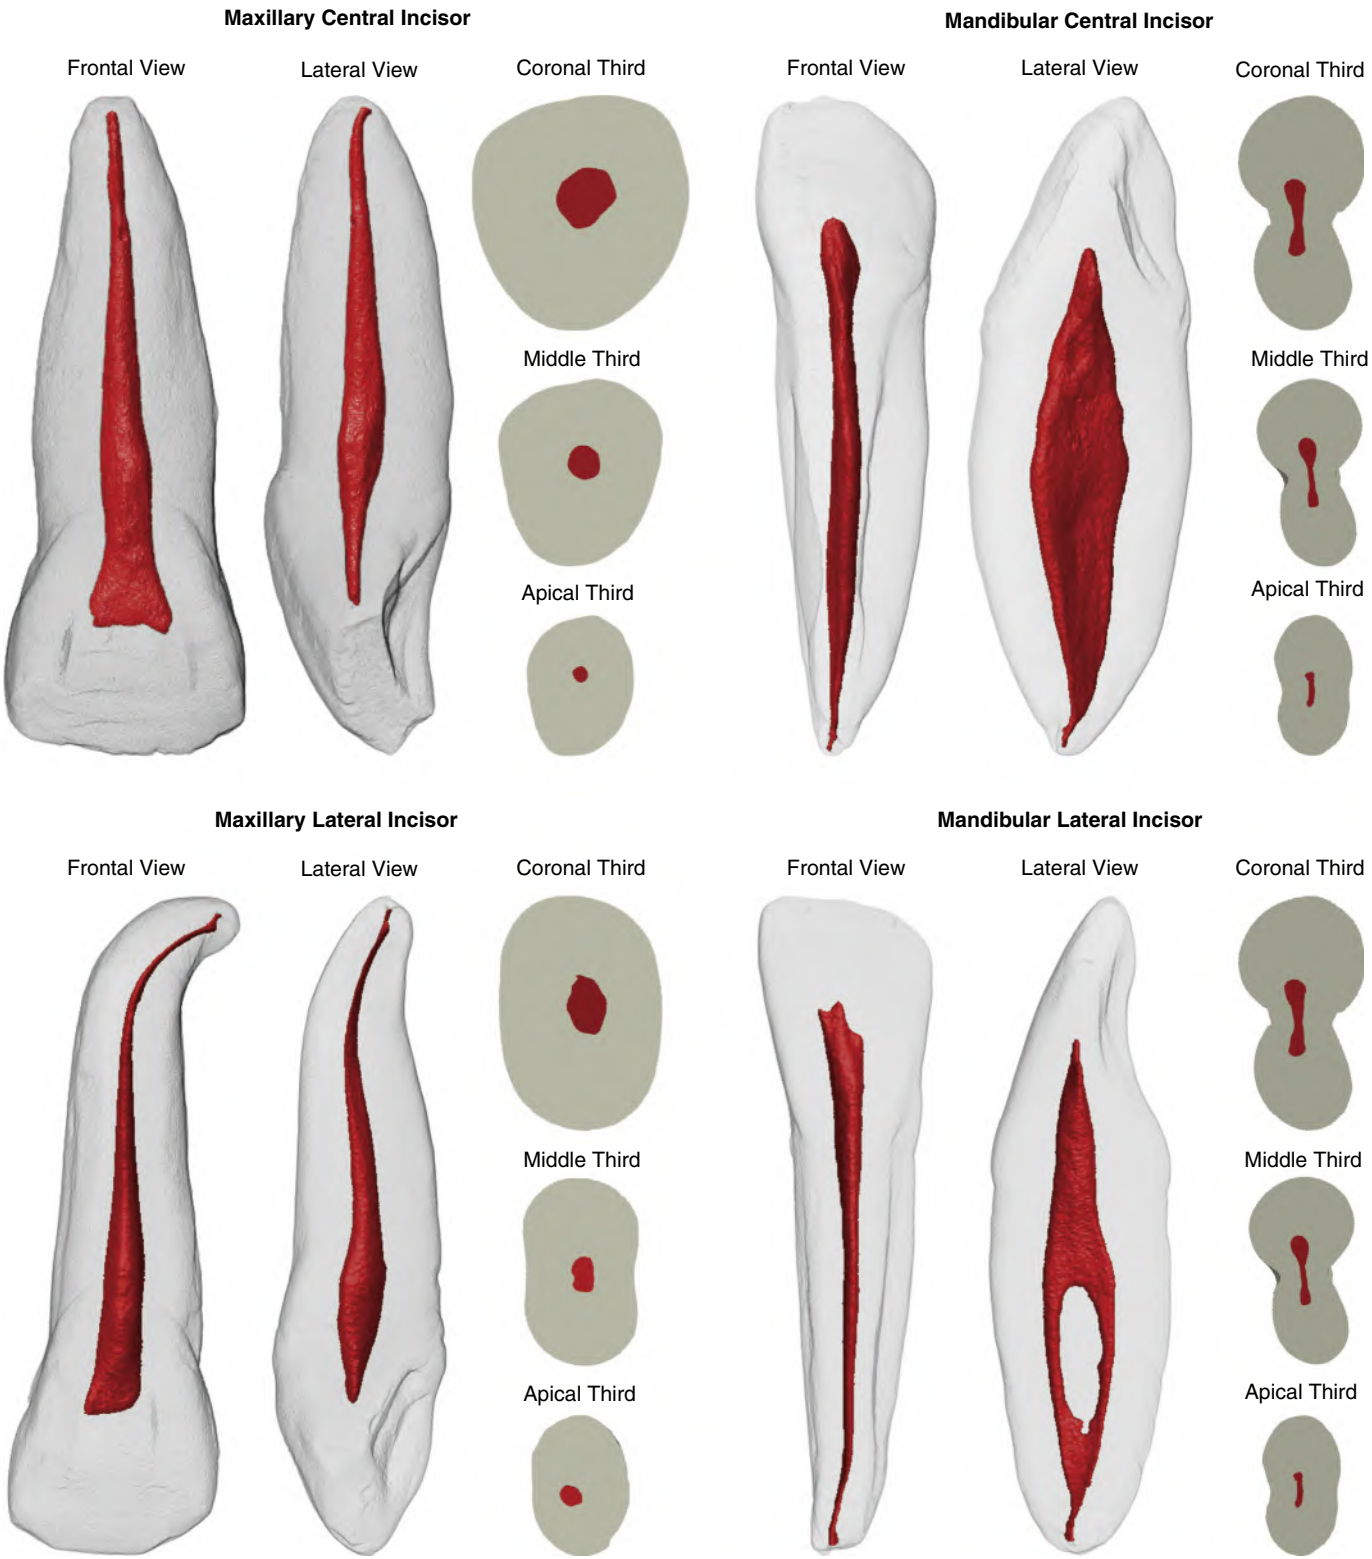 Maxillary Central Incisor
Frontal View
Lateral View
Coronal Third
Middle Third
Apical Third
Mandibular Central Incisor
Frontal View
Lateral View
Coronal Third
Middle Third
Apical Third
Maxillary Lateral Incisor
Frontal View
Lateral View
Coronal Third
Middle Third
Apical Third
Mandibular Lateral Incisor
Frontal View
Lateral View
Coronal Third
Middle Third
Apical Third